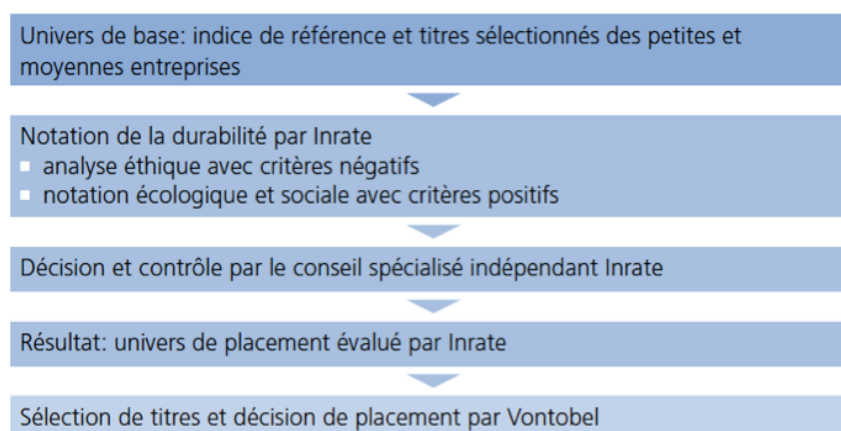 Univers de base: indice de référence et titres sélectionnés des petites et
moyennes entreprises
Notation de la durabilité par Inrate
analyse éthique avec critères négatifs
notation écologique et sociale avec critères positifs
Décision et contrôle par le conseil spécialisé indépendant Inrate
Résultat: univers de placement évalué par Inrate
Sélection de titres et décision de placement par Vontobel